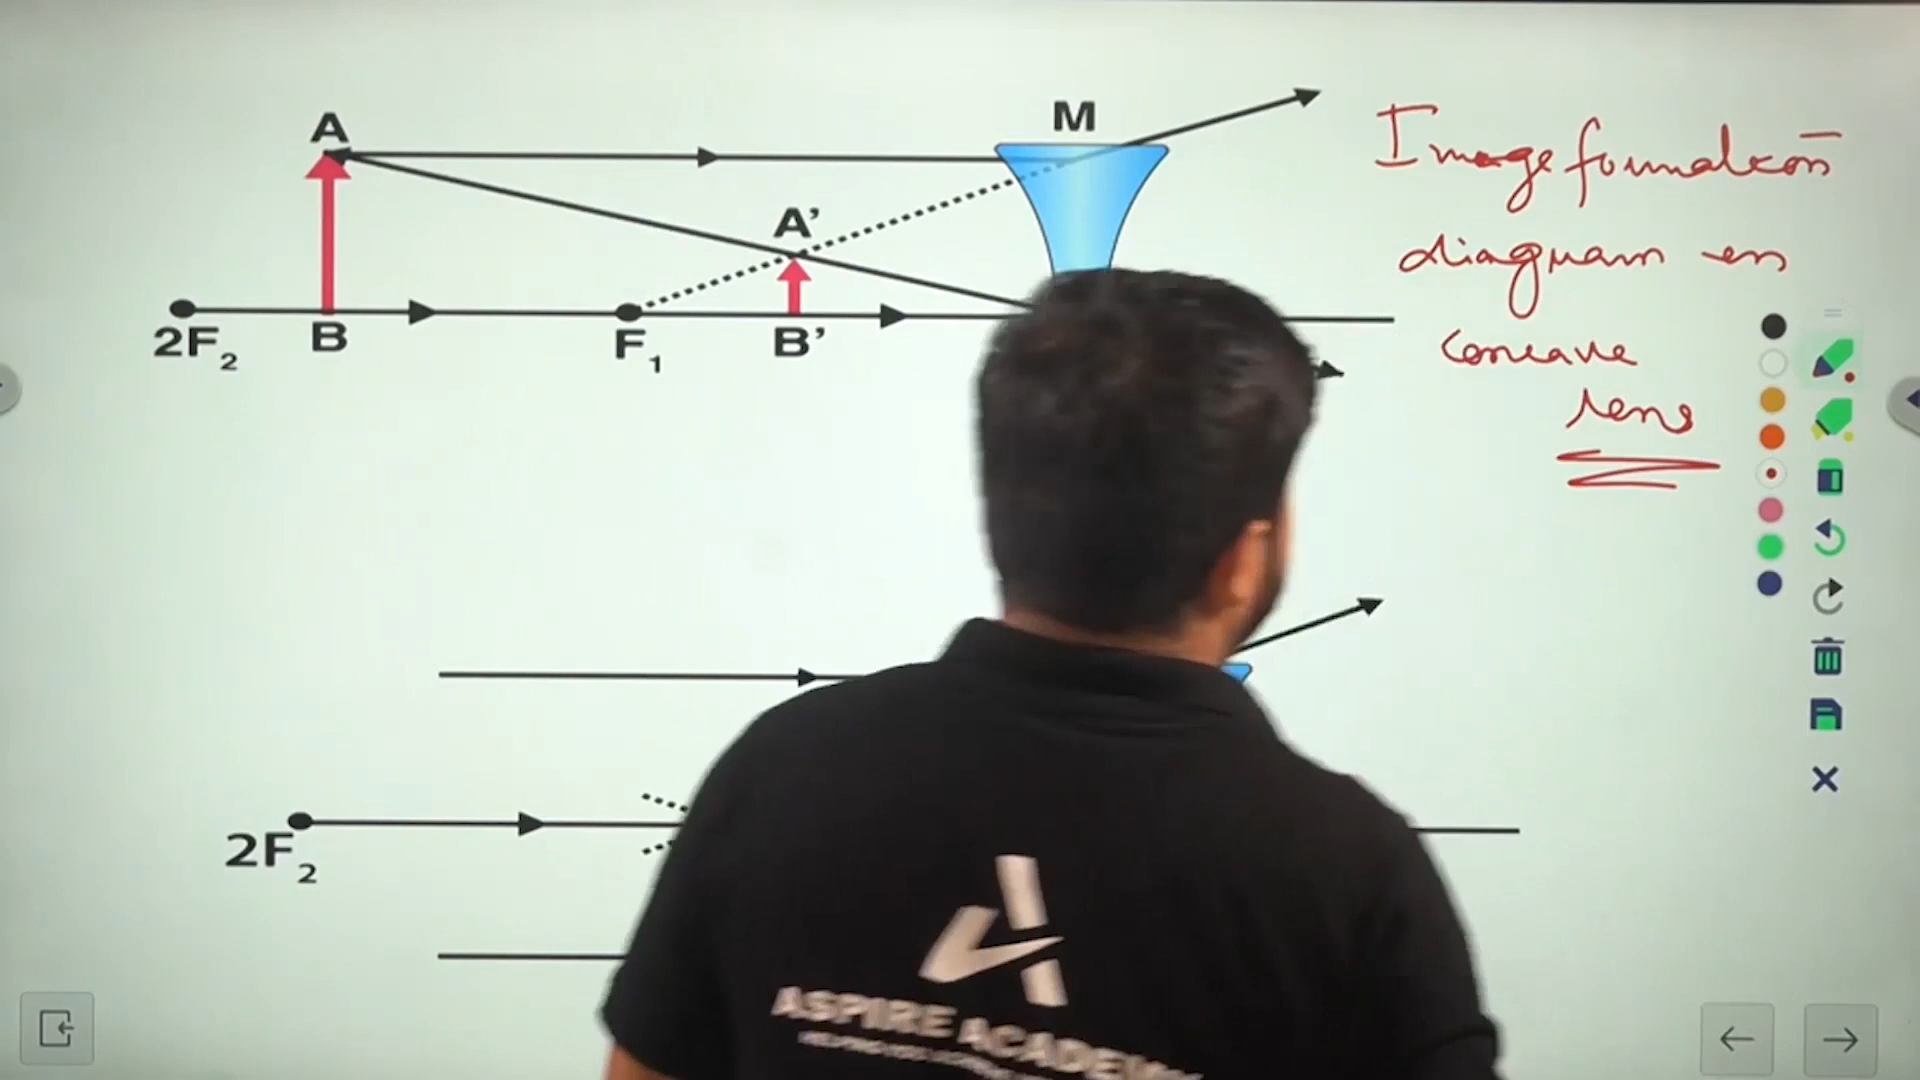 A
M
A'
2F₂
B
F₁
B'
Image formation
diagram in
concave
lens
2F₂
ASPIRE ACADEMY